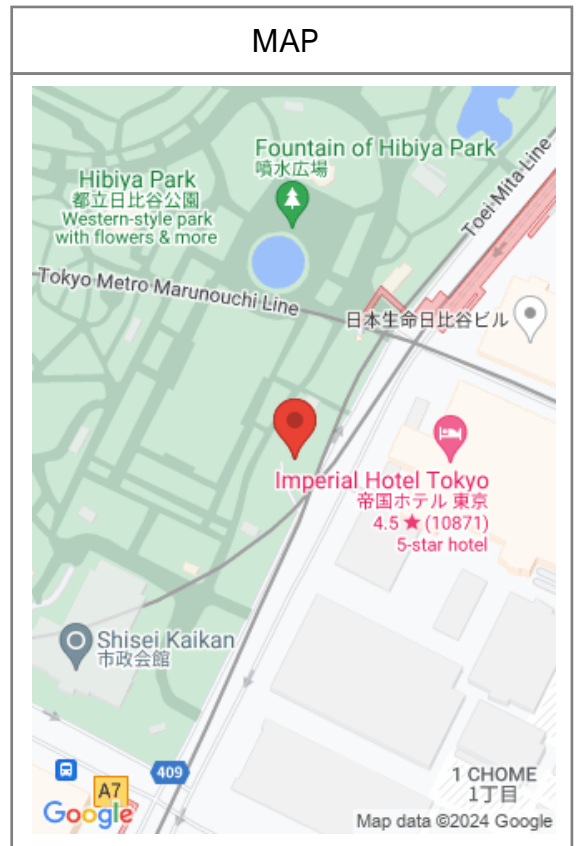 MAP
Fountain of Hibiya Park
噴水広場
Hibiya Park
都立日比谷公園
Western-style park
with flowers & more
Toei Mita Line
Tokyo Metro Marunouchi Line
日本生命日比谷ビル
Imperial Hotel Tokyo
帝国ホテル 東京
4.5 ★ (10871)
5-star hotel
Shisei Kaikan
市政会館
409
A7
1 CHOME
1丁目
Google
Map data ©2024 Google